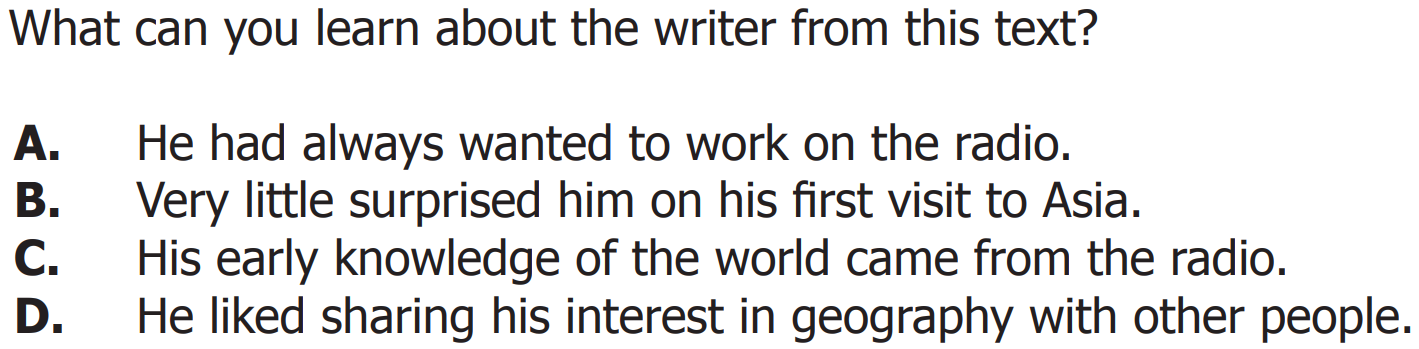 What can you learn about the writer from this text?
A. He had always wanted to work on the radio.
B. Very little surprised him on his first visit to Asia.
C. His early knowledge of the world came from the radio.
D. He liked sharing his interest in geography with other people.